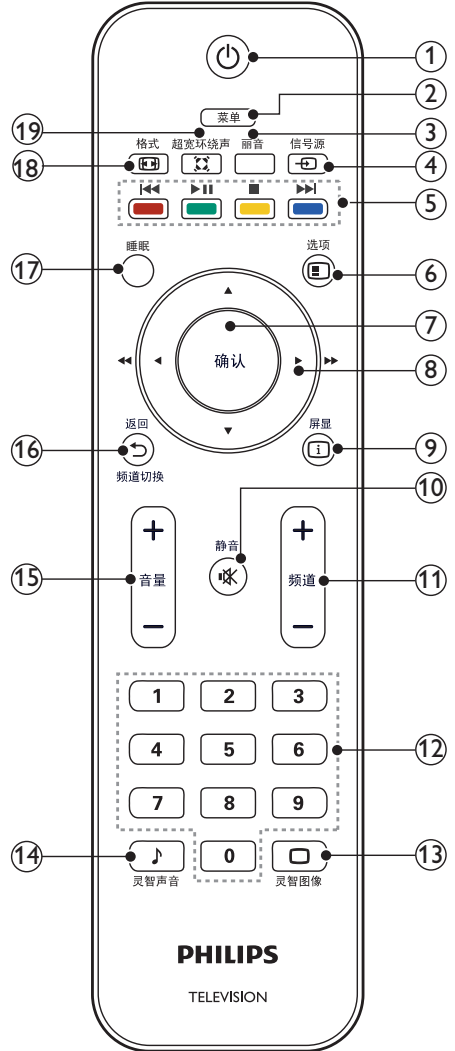 ①
②
菜单
⑲
③
格式 超宽环绕声 丽音 信号源
⑱
④
⑤
睡眠
选项
⑰
⑥
⑦
确认
⑧
返回
屏显
⑯
⑨
频道切换
⑩
静音
+ +
⑮
音量
频道
⑪
− −
1 2 3
4 5 6
⑫
7 8 9
⑭
0
⑬
灵智声音
灵智图像
PHILIPS
TELEVISION